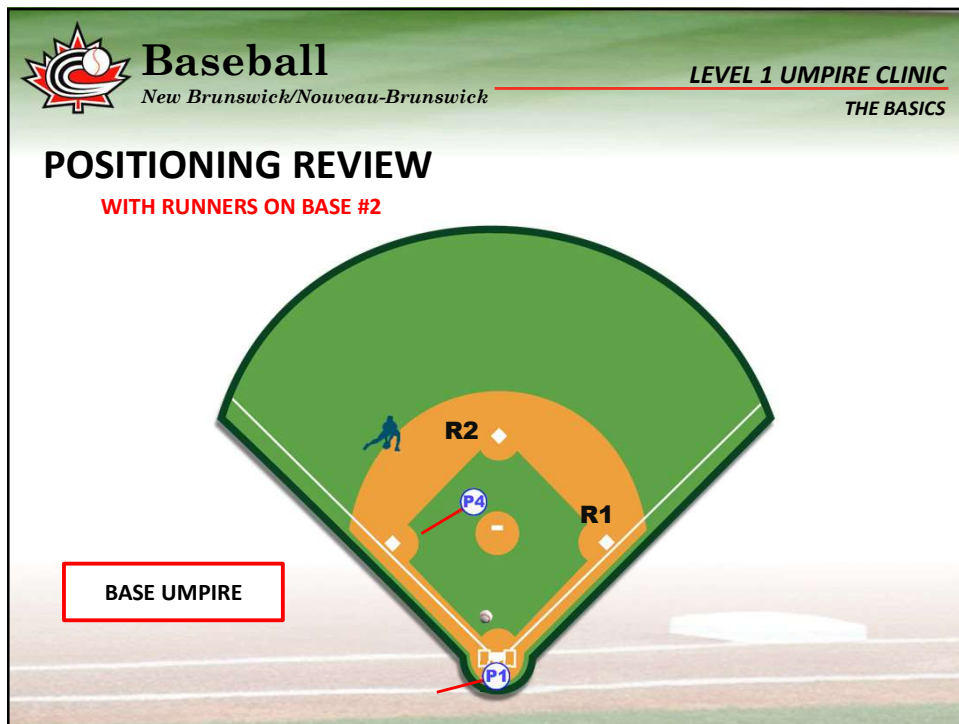 Baseball
New Brunswick/Nouveau-Brunswick
LEVEL 1 UMPIRE CLINIC
THE BASICS
POSITIONING REVIEW
WITH RUNNERS ON BASE #2
R2
P4
R1
BASE UMPIRE
P1